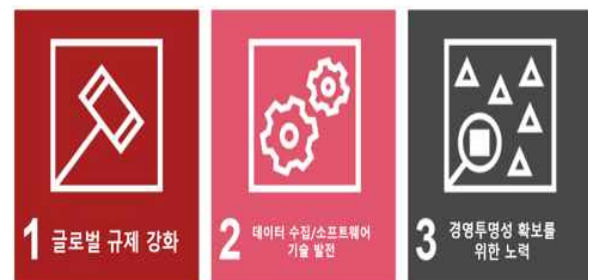 1 글로벌 규제 강화
2 데이터 수집/소프트웨어
기술 발전
3 경영투명성 확보를
위한 노력